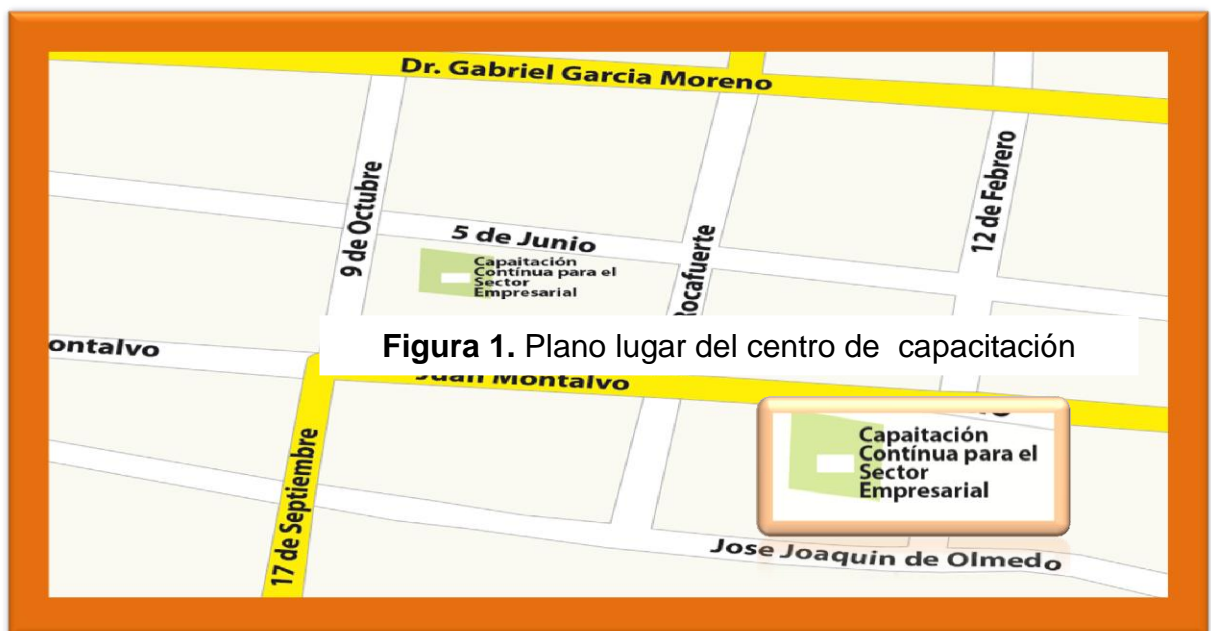 Dr. Gabriel Garcia Moreno
9 de Octubre
12 de Febrero
5 de Junio
Rocafuerte
Capaitación
Contínua para el
Sector
Empresarial
Figura 1. Plano lugar del centro de capacitación
ontalvo
Juan Montalvo
17 de Septiembre
Capaitación
Contínua para el
Sector
Empresarial
Jose Joaquin de Olmedo